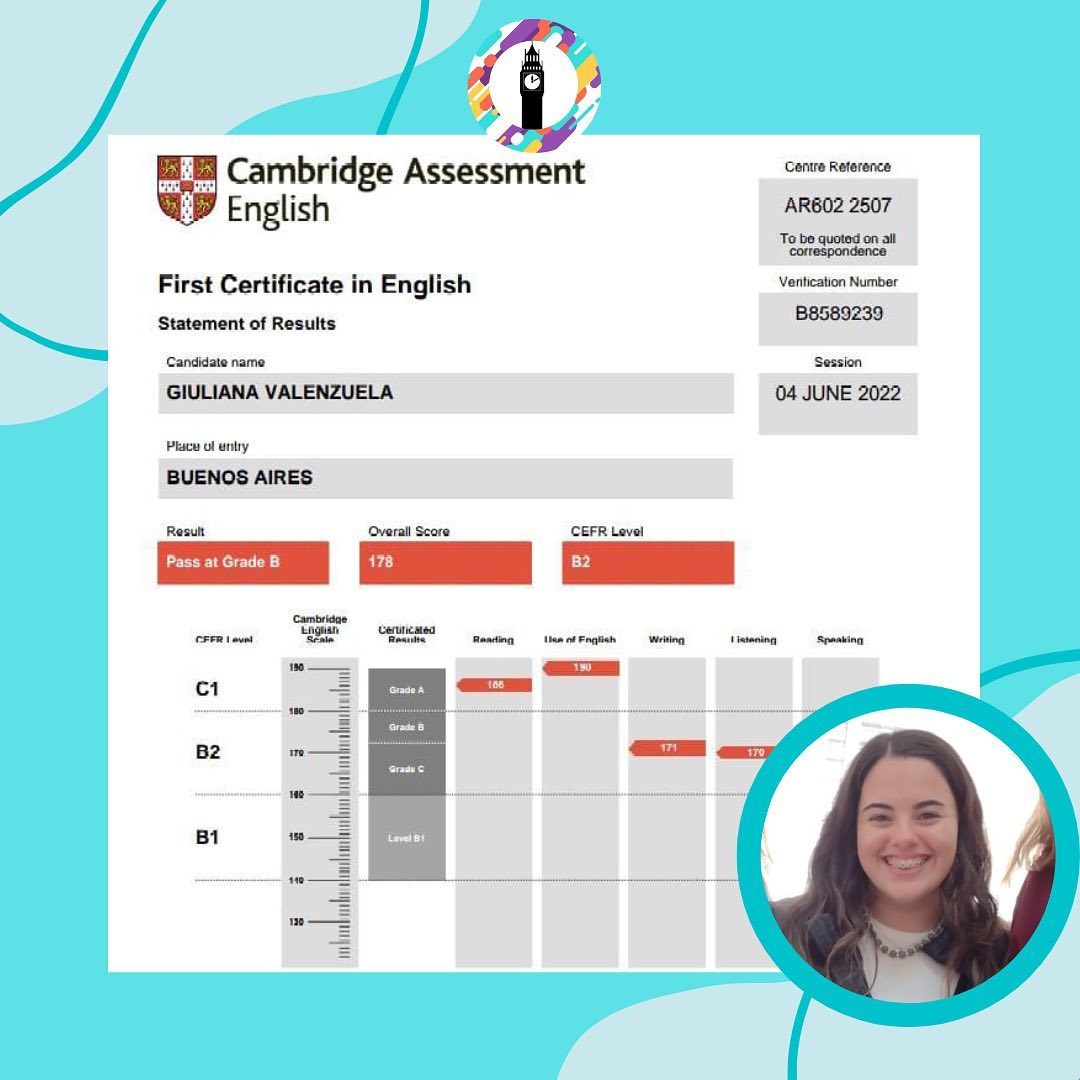 Cambridge Assessment
English
Centre Reference
AR602 2507
To be quoted on all
correspondence
First Certificate in English
Verification Number
B8589239
Statement of Results
Session
04 JUNE 2022
Candidate name
GIULIANA VALENZUELA
Place of entry
BUENOS AIRES
Result
Overall Score
CEFR Level
Pass at Grade B
178
B2
CEFR Level
Cambridge
English
Scale
Certificated
Results
Reading
Use of English
Writing
Listening
Speaking
190
190
186
C1
Grade A
180
Grade B
B2
170
171
170
Grade C
160
B1
150
Level B1
140
130